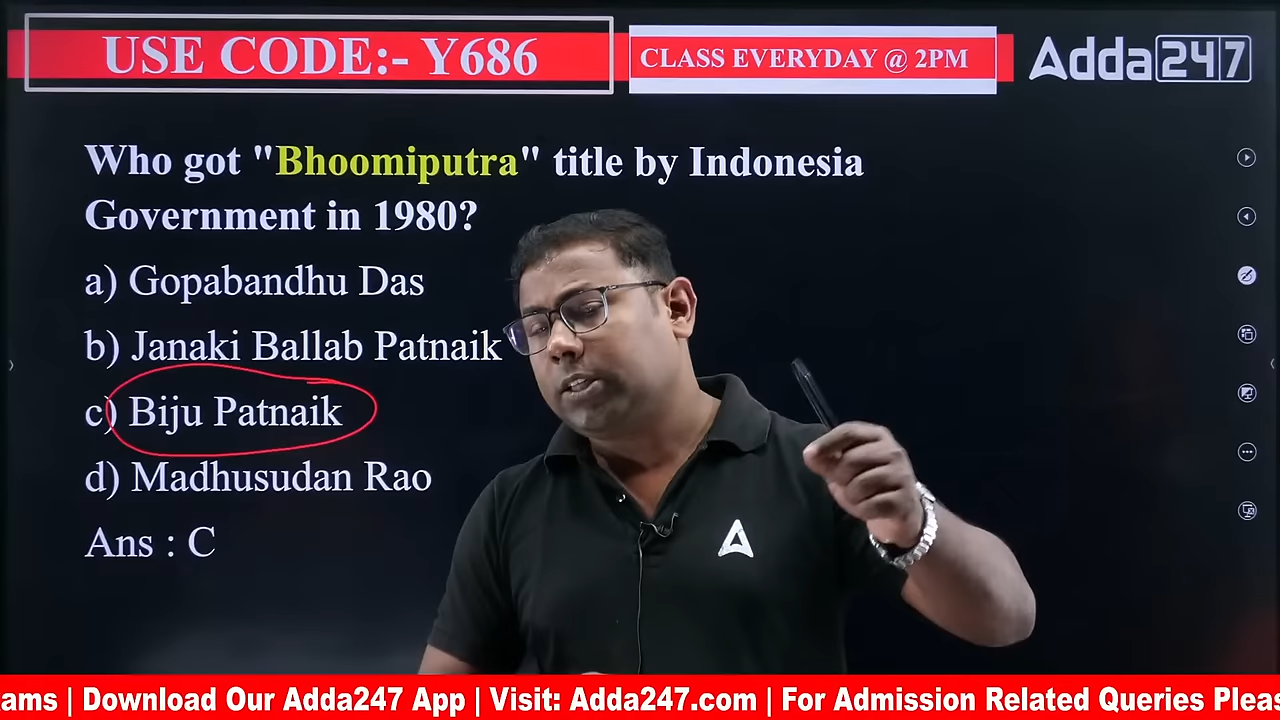 USE CODE:- Y686
CLASS EVERYDAY @ 2PM
Adda247
Who got "Bhoomiputra" title by Indonesia
Government in 1980?
a) Gopabandhu Das
b) Janaki Ballab Patnaik
c) Biju Patnaik
d) Madhusudan Rao
Ans : C
ams | Download Our Adda247 App | Visit: Adda247.com | For Admission Related Queries Pleas